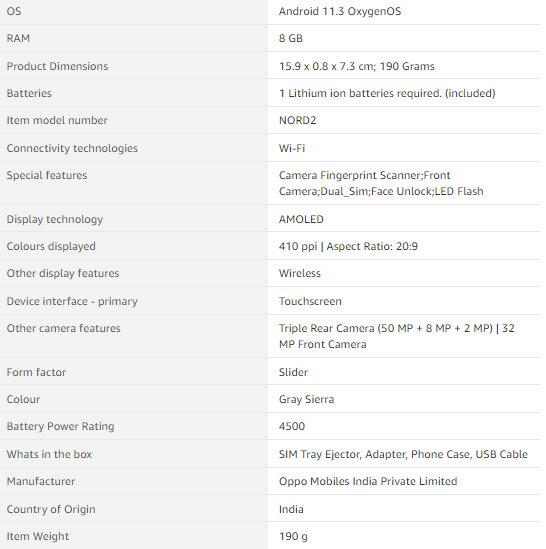 OS Android 11.3 OxygenOS
RAM 8 GB
Product Dimensions 15.9 x 0.8 x 7.3 cm; 190 Grams
Batteries 1 Lithium ion batteries required. (included)
Item model number NORD2
Connectivity technologies Wi-Fi
Special features Camera Fingerprint Scanner;Front
Camera;Dual_Sim;Face Unlock;LED Flash
Display technology AMOLED
Colours displayed 410 ppi | Aspect Ratio: 20:9
Other display features Wireless
Device interface - primary Touchscreen
Other camera features Triple Rear Camera (50 MP + 8 MP + 2 MP) | 32
MP Front Camera
Form factor Slider
Colour Gray Sierra
Battery Power Rating 4500
Whats in the box SIM Tray Ejector, Adapter, Phone Case, USB Cable
Manufacturer Oppo Mobiles India Private Limited
Country of Origin India
Item Weight 190 g